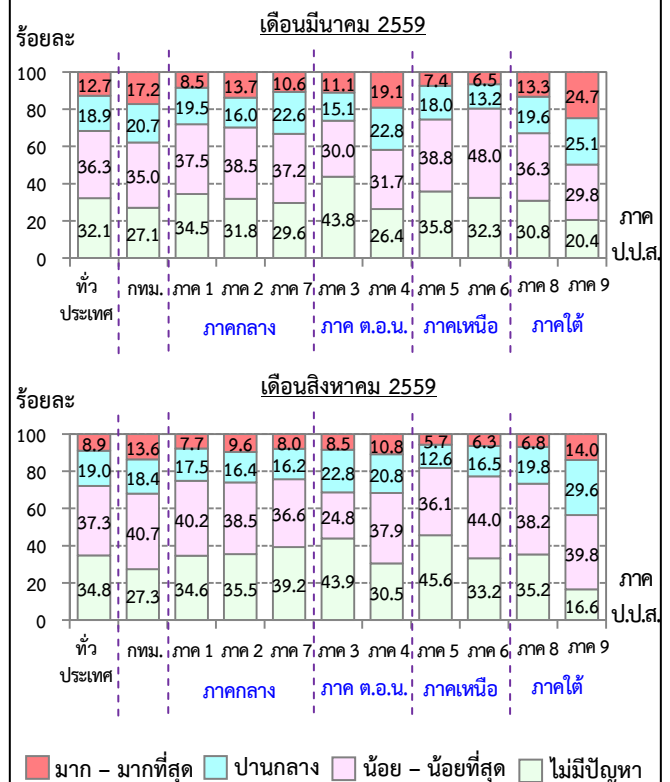 เดือนมีนาคม 2559
ร้อยละ
100 12.7 17.2 8.5 13.7 10.6 11.1 19.1 7.4 6.5 13.3 24.7
80 18.9 20.7 19.5 16.0 22.6 15.1 22.8 18.0 13.2 19.6 25.1
60 36.3 35.0 37.5 38.5 37.2 30.0 31.7 38.8 48.0 36.3 29.8
40
20 32.1 27.1 34.5 31.8 29.6 43.8 26.4 35.8 32.3 30.8 20.4 ภาค
0 ป.ป.ส.
ทั่ว กทม. ภาค 1 ภาค 2 ภาค 7 ภาค 3 ภาค 4 ภาค 5 ภาค 6 ภาค 8 ภาค 9
ประเทศ
ภาคกลาง ภาค ต.อ.น. ภาคเหนือ ภาคใต้
เดือนสิงหาคม 2559
ร้อยละ
100 8.9 13.6 7.7 9.6 8.0 8.5 10.8 5.7 6.3 6.8 14.0
80 19.0 18.4 17.5 16.4 16.2 22.8 20.8 12.6 16.5 19.8 29.6
60 37.3 40.7 40.2 38.5 36.6 24.8 37.9 36.1 44.0 38.2 39.8
40
20 34.8 27.3 34.6 35.5 39.2 43.9 30.5 45.6 33.2 35.2 16.6 ภาค
0 ป.ป.ส.
ทั่ว กทม. ภาค 1 ภาค 2 ภาค 7 ภาค 3 ภาค 4 ภาค 5 ภาค 6 ภาค 8 ภาค 9
ประเทศ
ภาคกลาง ภาค ต.อ.น. ภาคเหนือ ภาคใต้
มาก – มากที่สุด ปานกลาง น้อย – น้อยที่สุด ไม่มีปัญหา